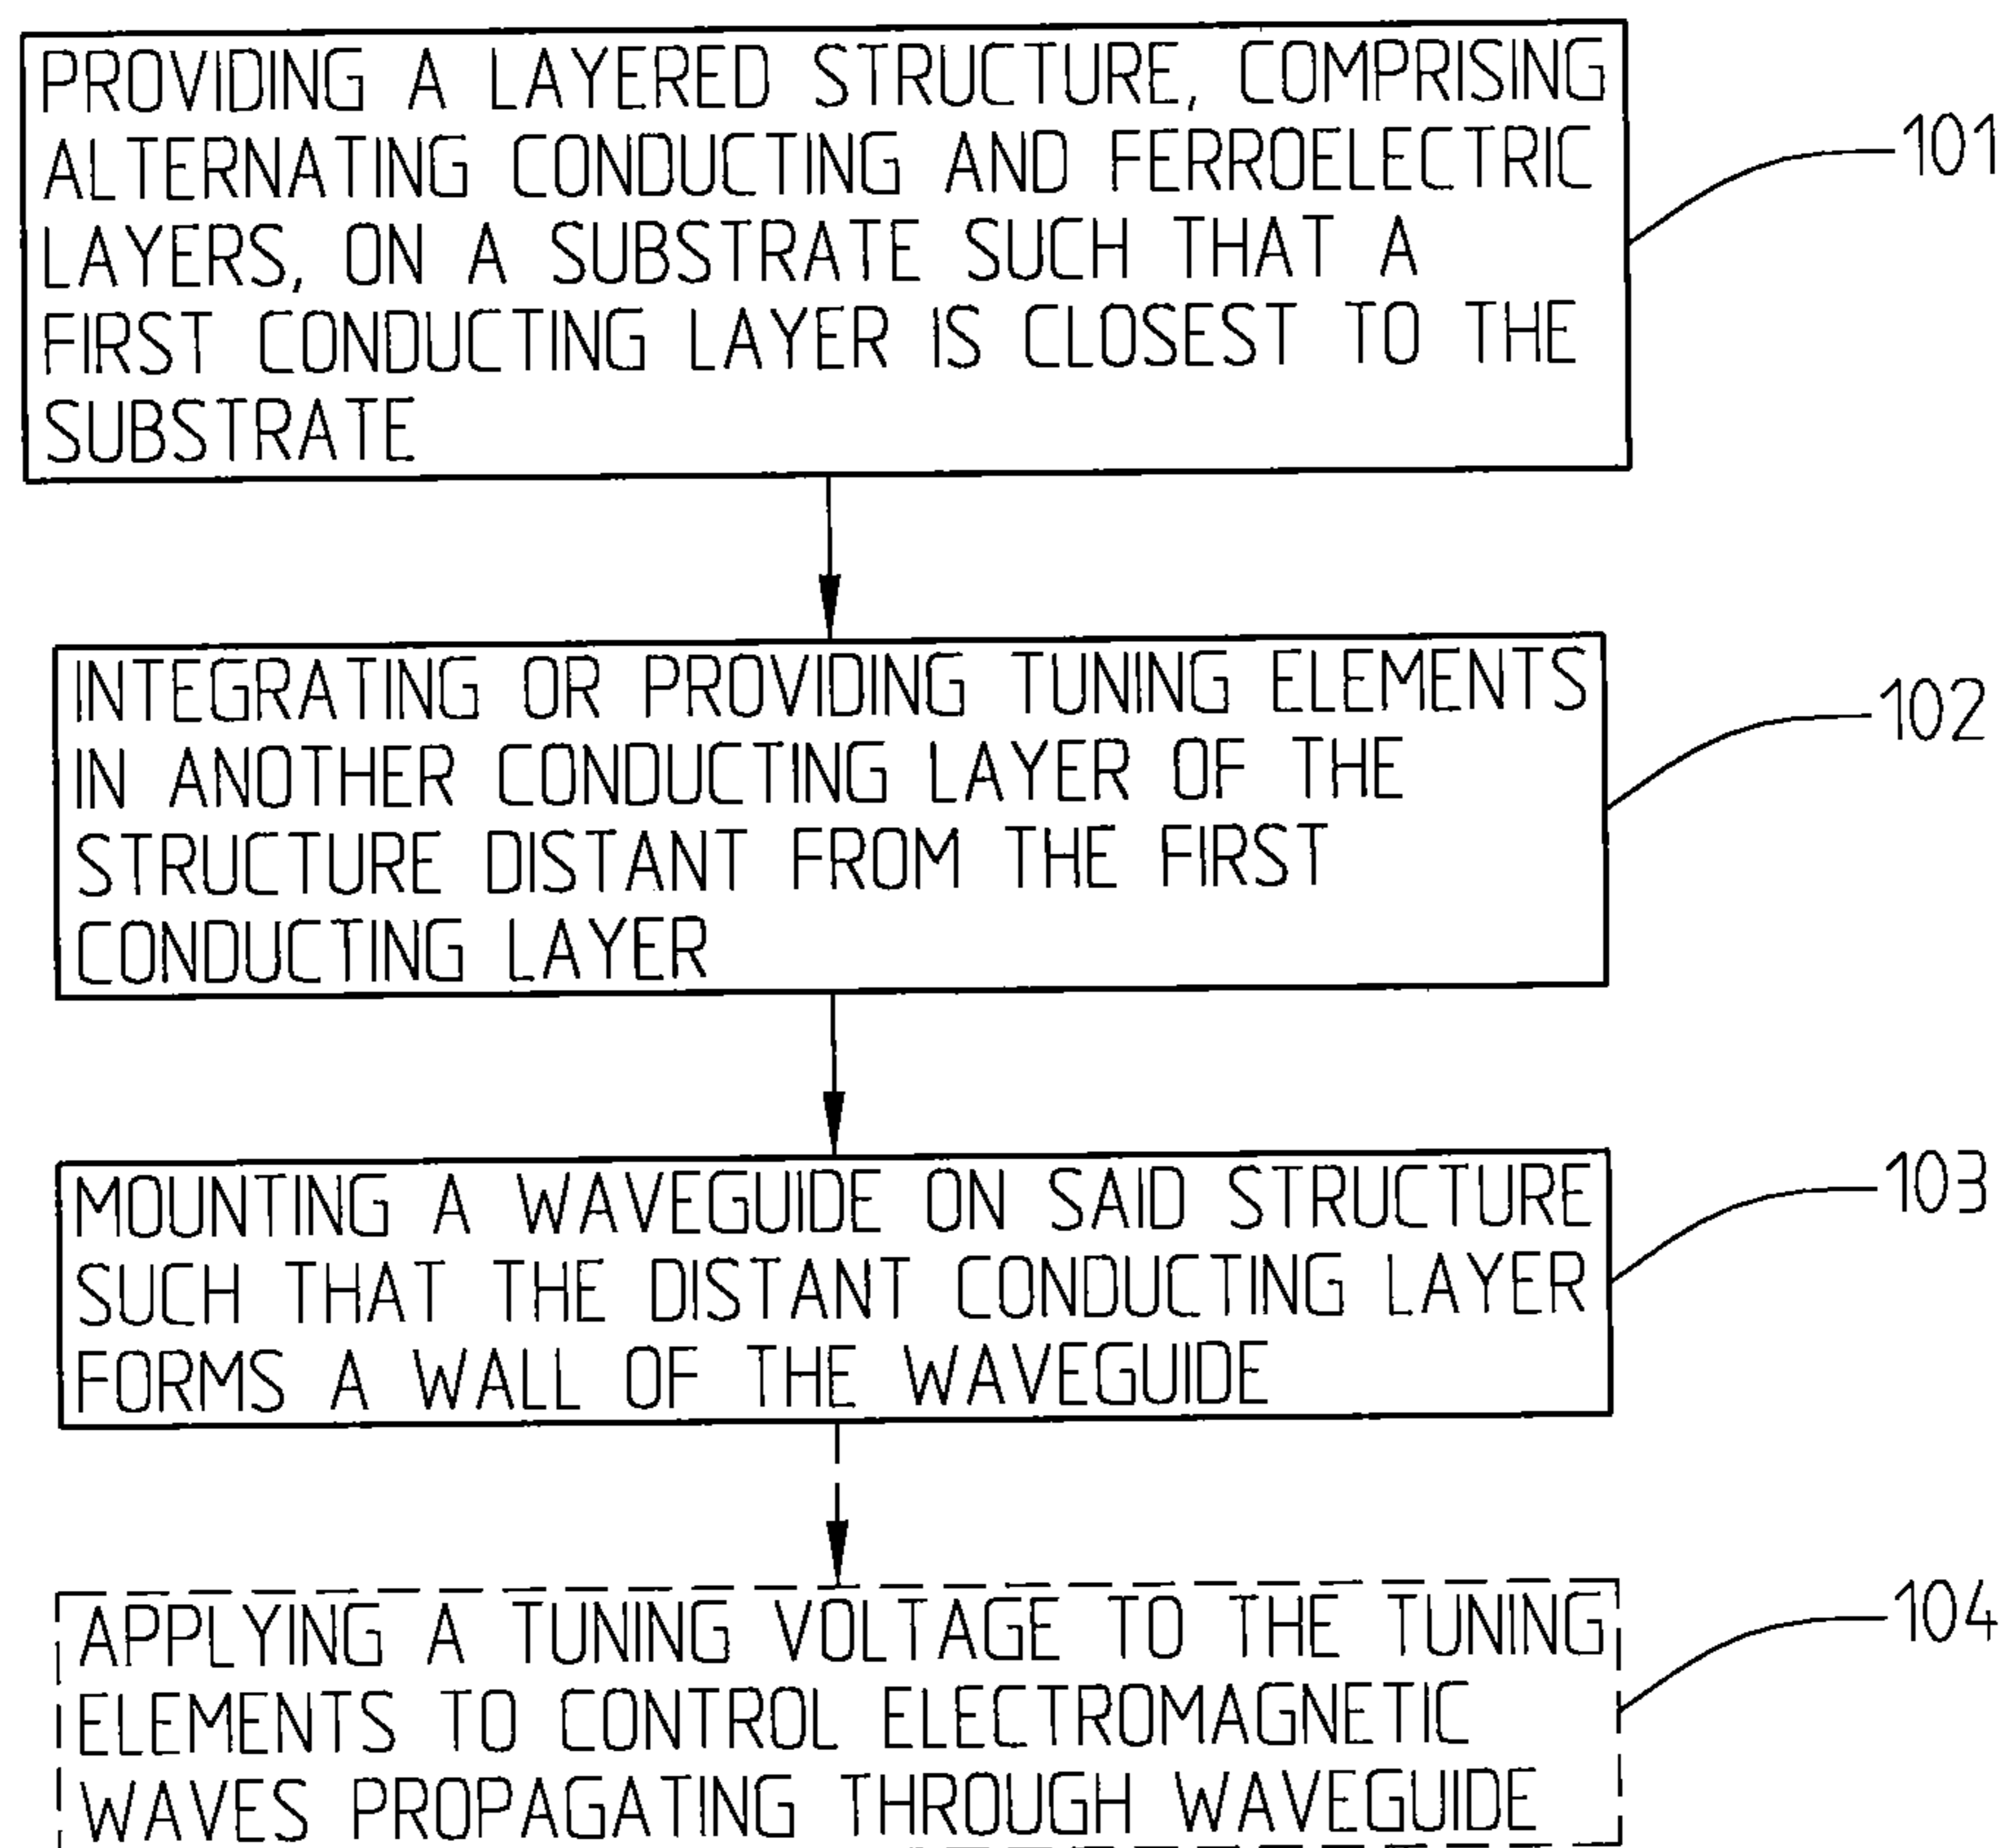 PROVIDING A LAYERED STRUCTURE, COMPRISING
ALTERNATING CONDUCTING AND FERROELECTRIC
LAYERS, ON A SUBSTRATE SUCH THAT A
FIRST CONDUCTING LAYER IS CLOSEST TO THE
SUBSTRATE
101
INTEGRATING OR PROVIDING TUNING ELEMENTS
IN ANOTHER CONDUCTING LAYER OF THE
STRUCTURE DISTANT FROM THE FIRST
CONDUCTING LAYER
102
MOUNTING A WAVEGUIDE ON SAID STRUCTURE
SUCH THAT THE DISTANT CONDUCTING LAYER
FORMS A WALL OF THE WAVEGUIDE
103
APPLYING A TUNING VOLTAGE TO THE TUNING
ELEMENTS TO CONTROL ELECTROMAGNETIC
WAVES PROPAGATING THROUGH WAVEGUIDE
104